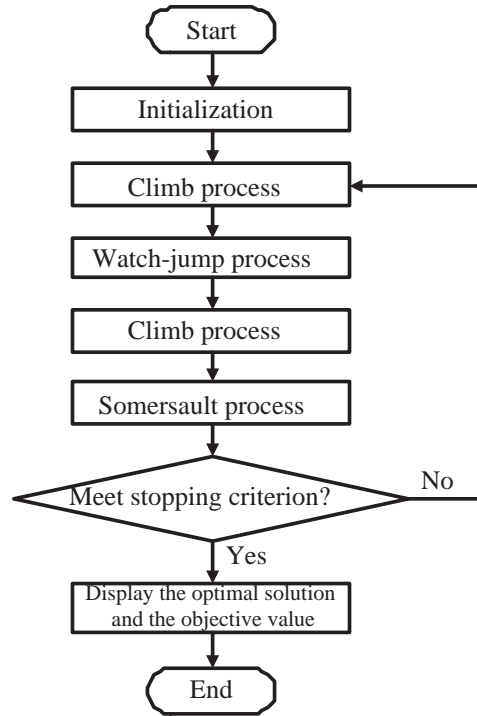 Start
Initialization
Climb process
Watch-jump process
Climb process
Somersault process
Meet stopping criterion?
No
Yes
Display the optimal solution
and the objective value
End